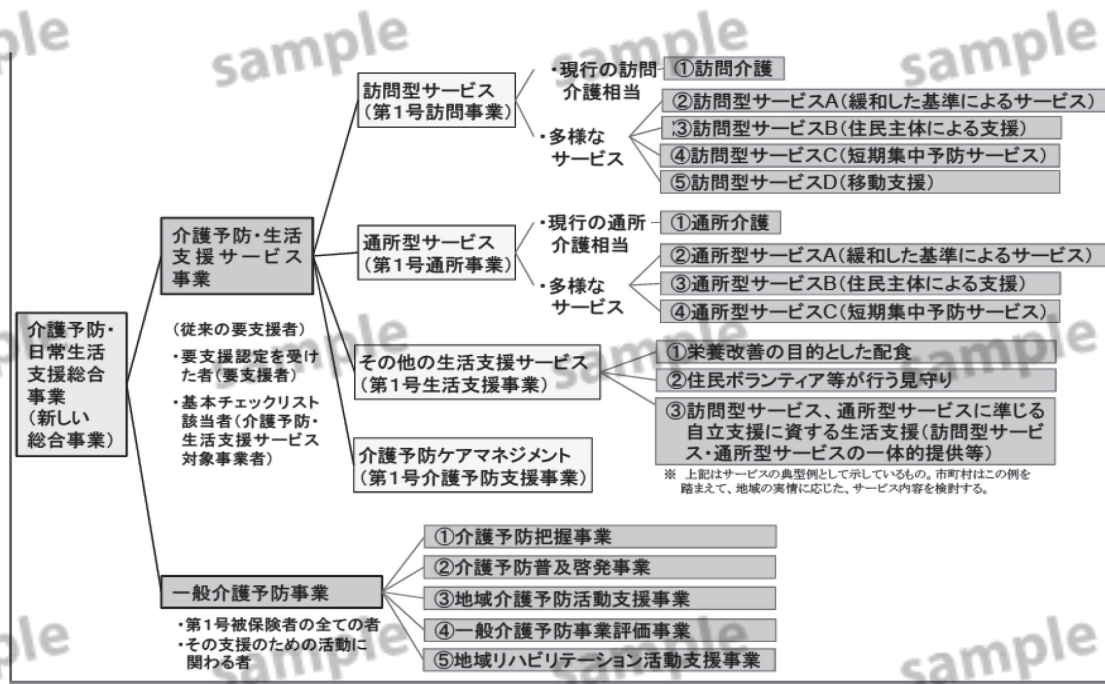 sample
sample
sample
sample
訪問型サービス
(第1号訪問事業)
・現行の訪問
介護相当
①訪問介護
・多様な
サービス
②訪問型サービスA(緩和した基準によるサービス)
③訪問型サービスB(住民主体による支援)
④訪問型サービスC(短期集中予防サービス)
⑤訪問型サービスD(移動支援)
介護予防・生活
支援サービス
事業
通所型サービス
(第1号通所事業)
・現行の通所
介護相当
①通所介護
・多様な
サービス
②通所型サービスA(緩和した基準によるサービス)
③通所型サービスB(住民主体による支援)
④通所型サービスC(短期集中予防サービス)
介護予防・
日常生活
支援総合
事業
(新しい
総合事業)
(従来の要支援者)
・要支援認定を受け
た者(要支援者)
・基本チェックリスト
該当者(介護予防・
生活支援サービス
対象事業者)
sample
sample
sample
sample
その他の生活支援サービス
(第1号生活支援事業)
①栄養改善の目的とした配食
②住民ボランティア等が行う見守り
③訪問型サービス、通所型サービスに準じる
自立支援に資する生活支援(訪問型サービ
ス・通所型サービスの一体的提供等)
※ 上記はサービスの典型例として示しているもの。市町村はこの例を
踏まえて、地域の実情に応じた、サービス内容を検討する。
介護予防ケアマネジメント
(第1号介護予防支援事業)
一般介護予防事業
・第1号被保険者の全ての者
・その支援のための活動に
関わる者
①介護予防把握事業
②介護予防普及啓発事業
③地域介護予防活動支援事業
④一般介護予防事業評価事業
⑤地域リハビリテーション活動支援事業
sample
sample
sample
sample